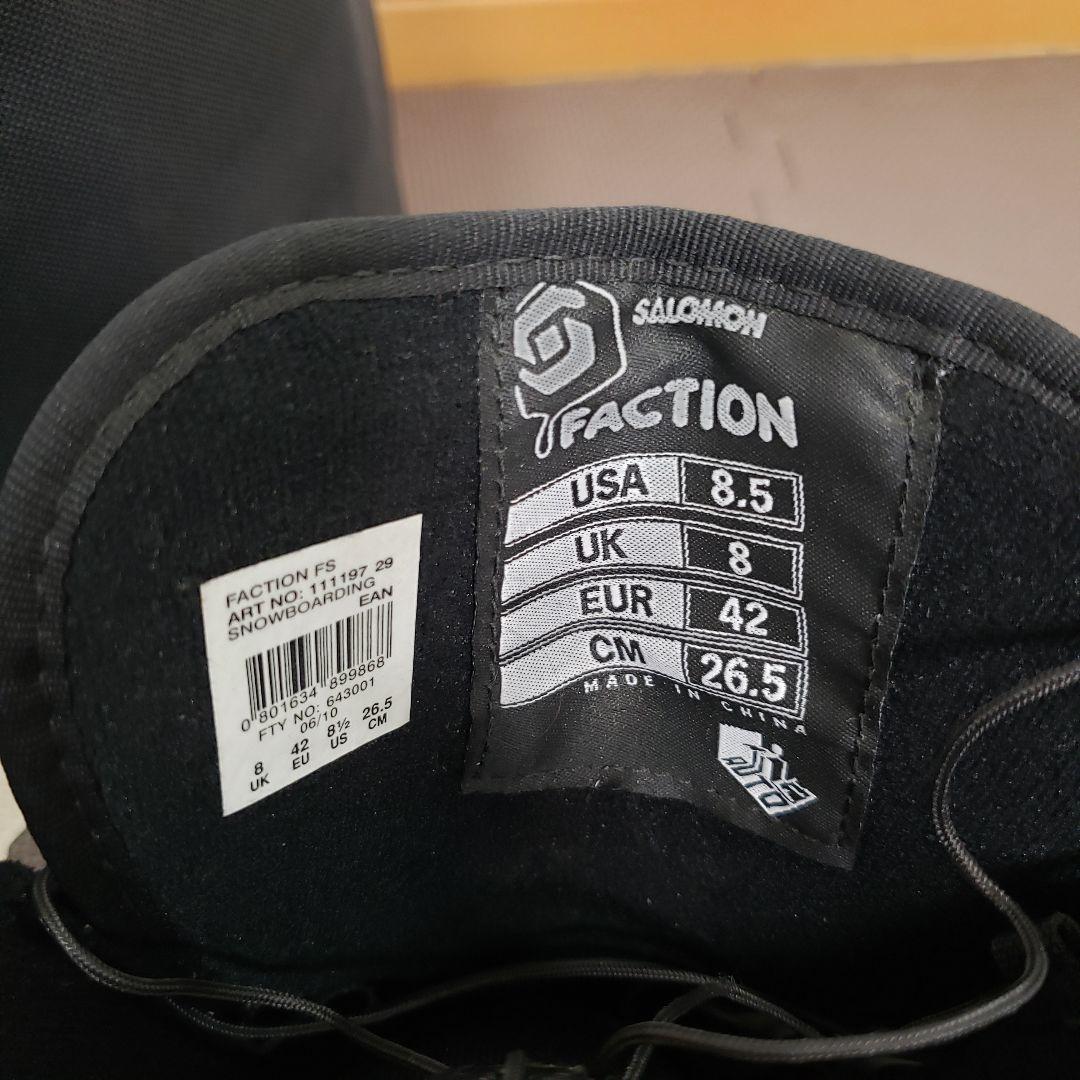 SALOMON
FACTION
USA 8.5
UK 8
EUR 42
CM 26.5
MADE IN CHINA
FACTION FS
ART NO: 111197 29
SNOWBOARDING
EAN
0 801634 899868
FTY NO: 643001
06/10
8 42 8½ 26.5
UK EU US CM